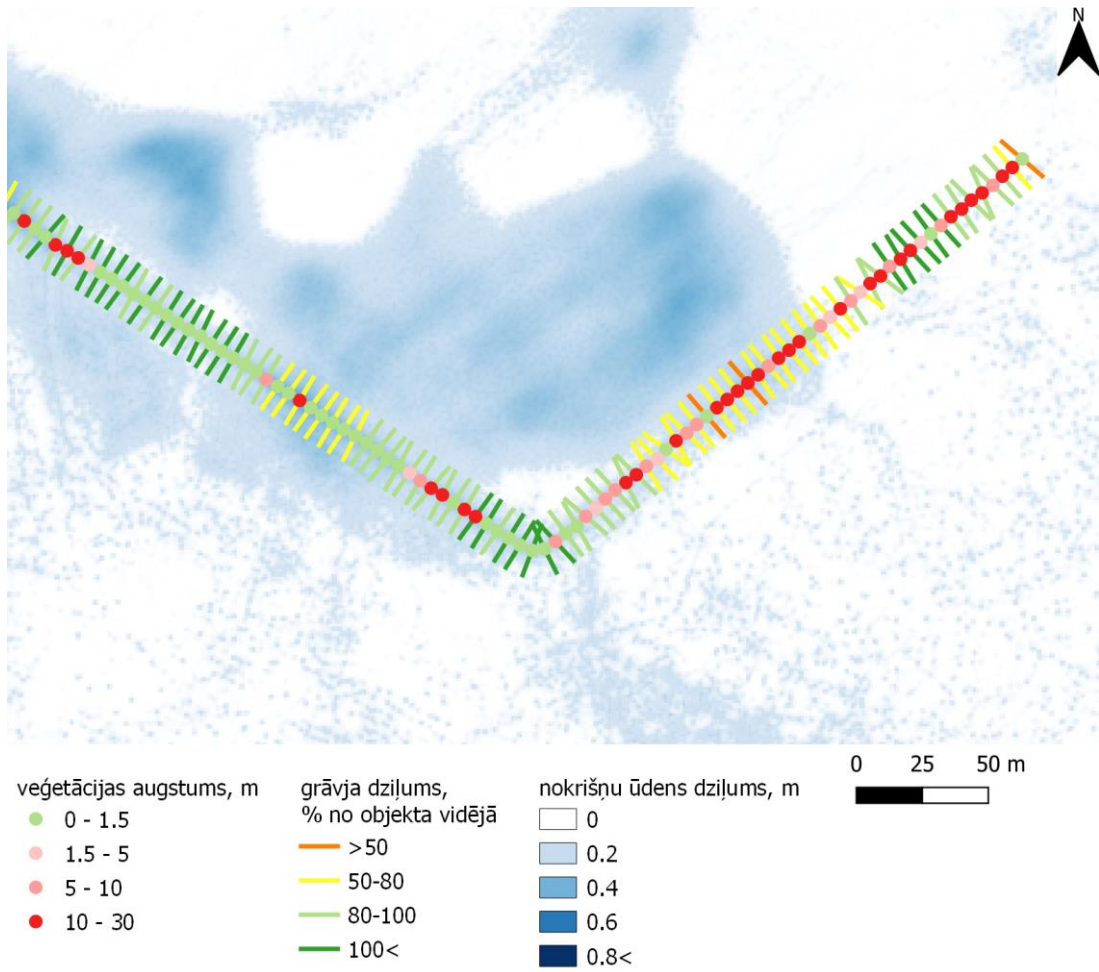 N
0 25 50 m
veģetācijas augstums, m
0 - 1.5
1.5 - 5
5 - 10
10 - 30
grāvja dziļums,
% no objekta vidējā
>50
50-80
80-100
100<
nokrišņu ūdens dziļums, m
0
0.2
0.4
0.6
0.8<